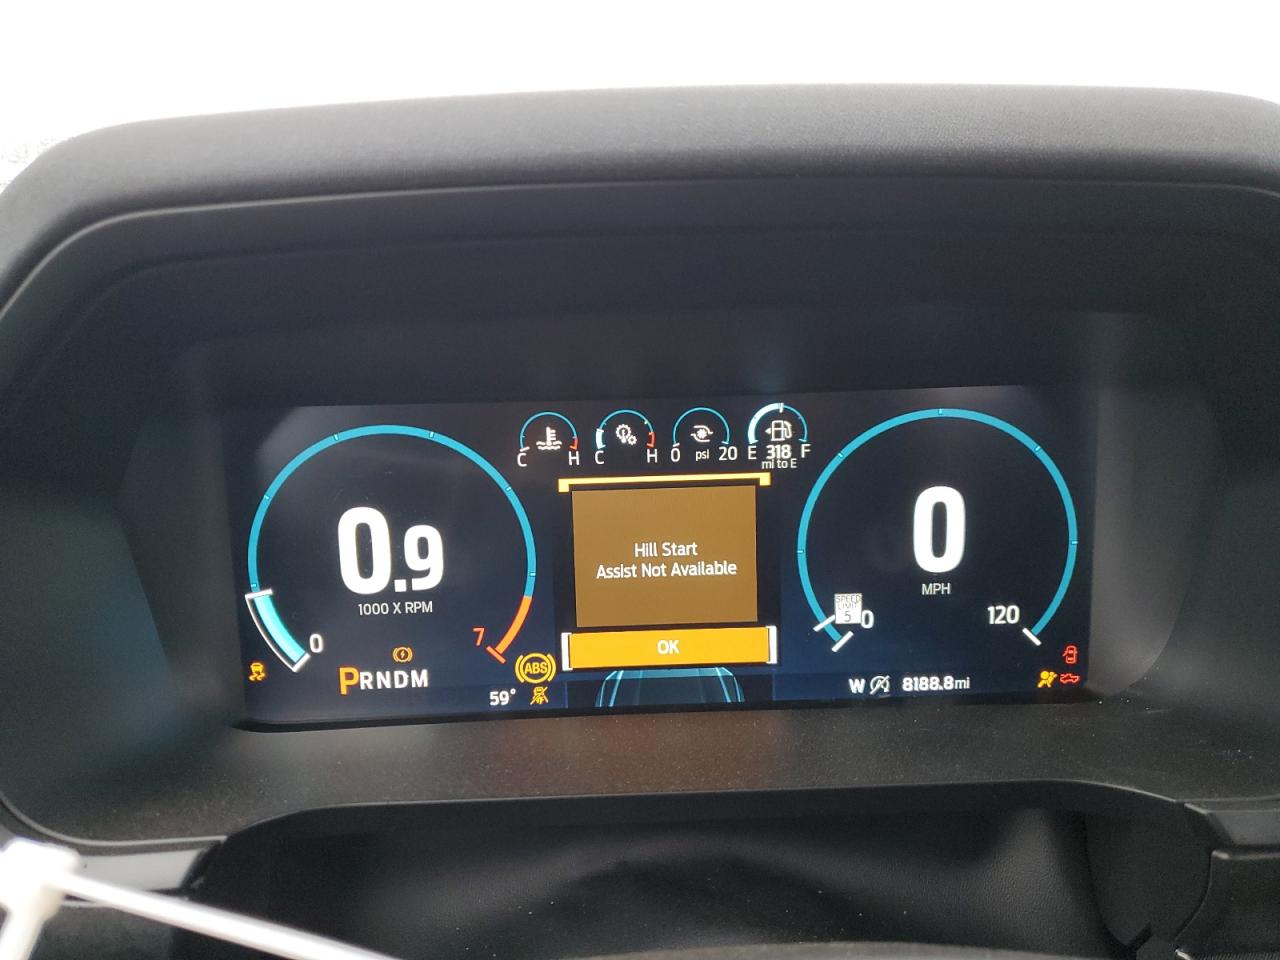 C H
C H
0 psi 20
E 318 F
mi to E
0.9
1000 X RPM
0
7
PRNDM
ABS
59°
Hill Start
Assist Not Available
OK
0
MPH
SPEED
LIMIT
5
0
120
W 8188.8mi